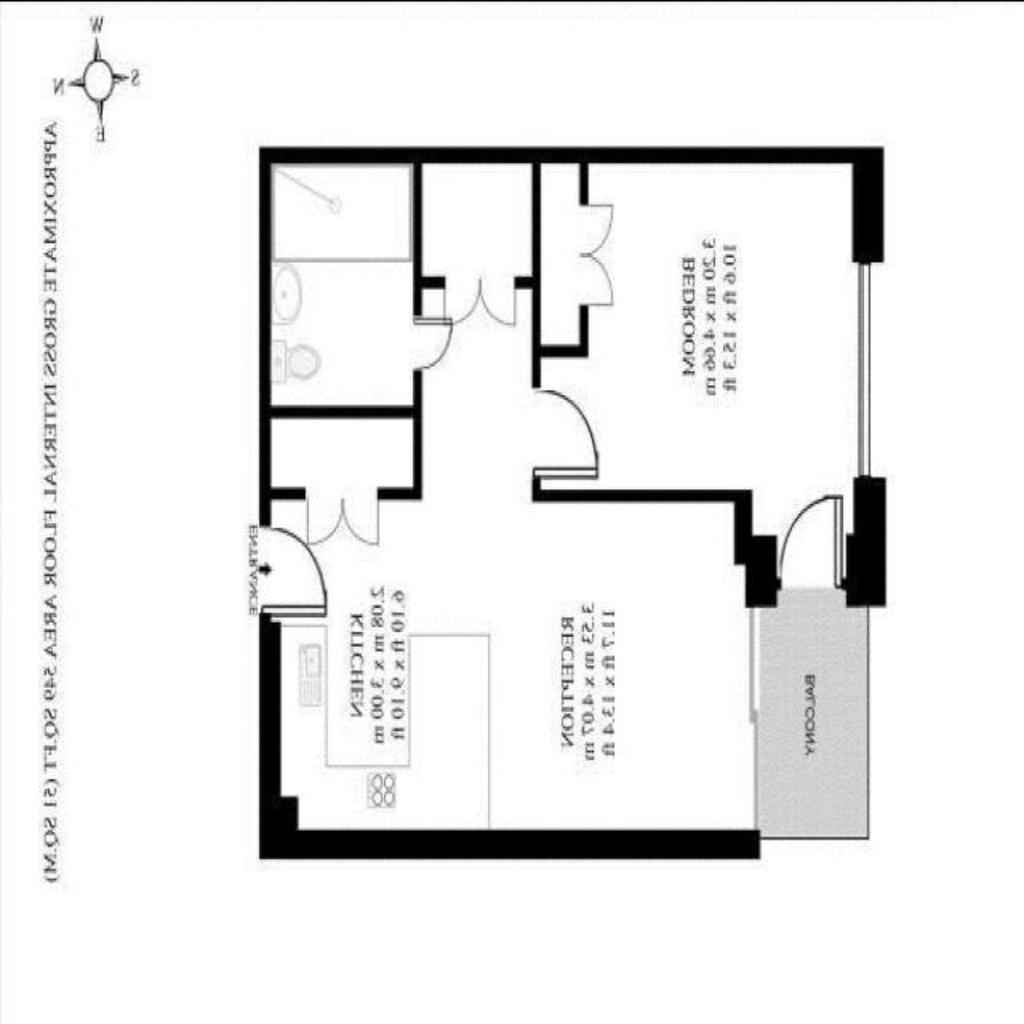 W
N
S
E
APPROXIMATE GROSS INTERNAL FLOOR AREA 549 SQ.FT (51 SQ.M)
BEDROOM
3.20 m x 4.66 m
10.6 ft x 15.3 ft
ENTRANCE
KITCHEN
2.08 m x 3.00 m
6.10 ft x 9.10 ft
RECEPTION
3.53 m x 4.07 m
11.7 ft x 13.4 ft
BALCONY